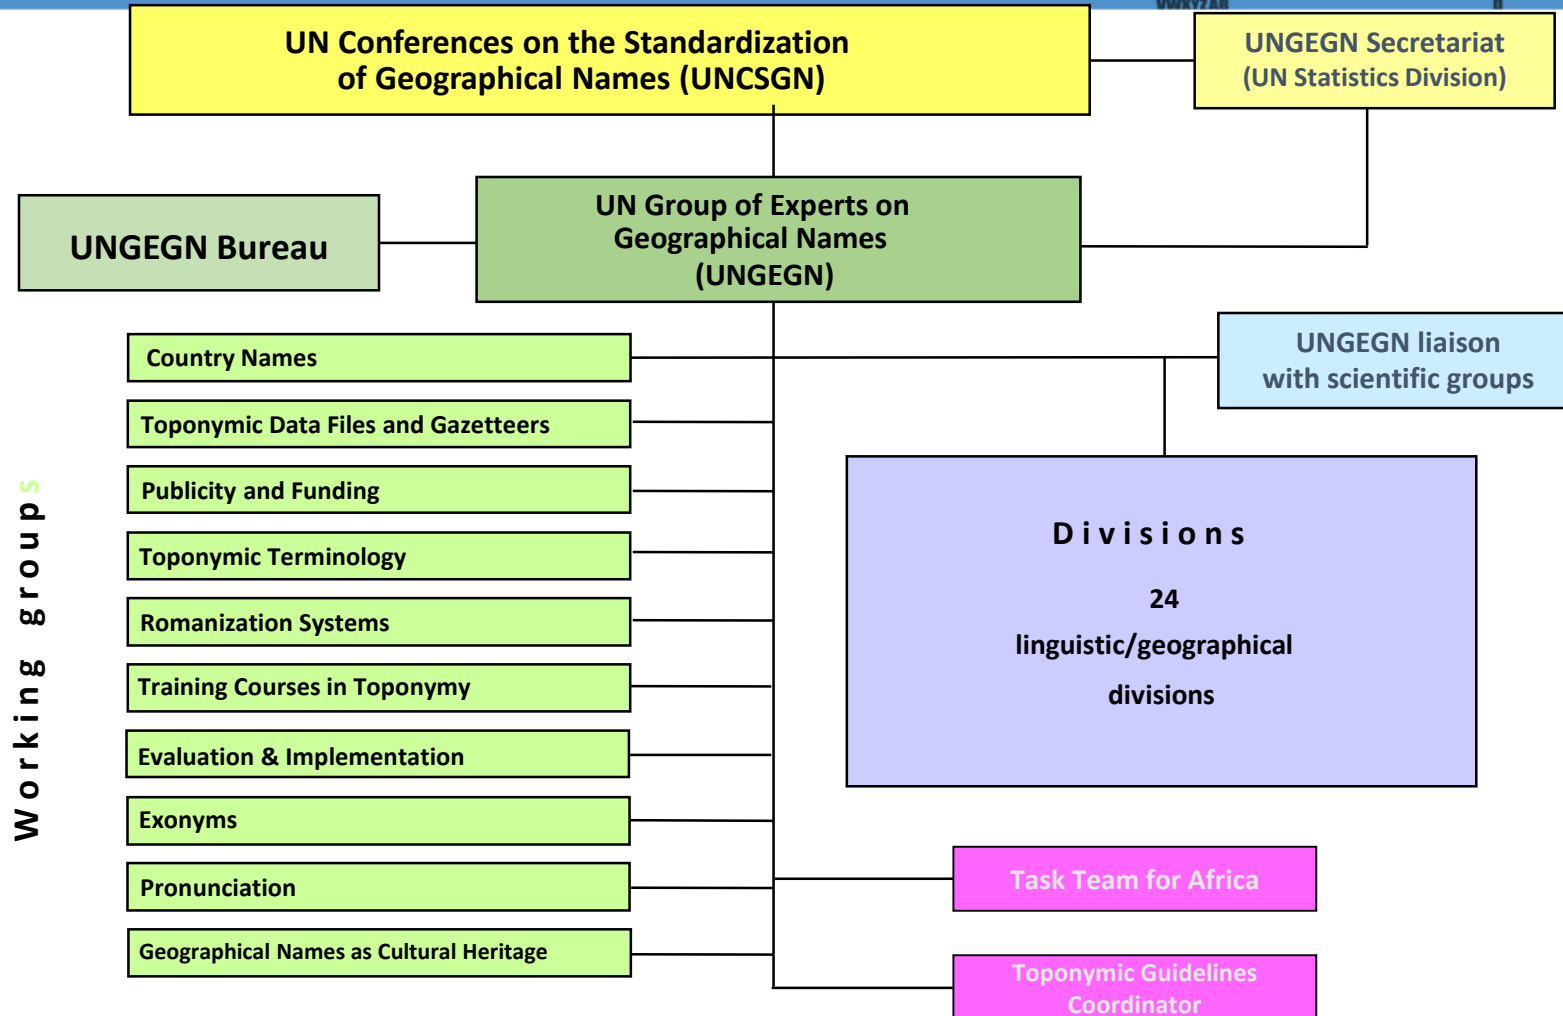 VWXYZAB
D
UN Conferences on the Standardization
of Geographical Names (UNCSGN)
UNGEGN Secretariat
(UN Statistics Division)
UNGEGN Bureau
UN Group of Experts on
Geographical Names
(UNGEGN)
UNGEGN liaison
with scientific groups
Working groups
Country Names
Toponymic Data Files and Gazetteers
Publicity and Funding
Toponymic Terminology
Romanization Systems
Training Courses in Toponymy
Evaluation & Implementation
Exonyms
Pronunciation
Geographical Names as Cultural Heritage
Divisions
24
linguistic/geographical
divisions
Task Team for Africa
Toponymic Guidelines
Coordinator